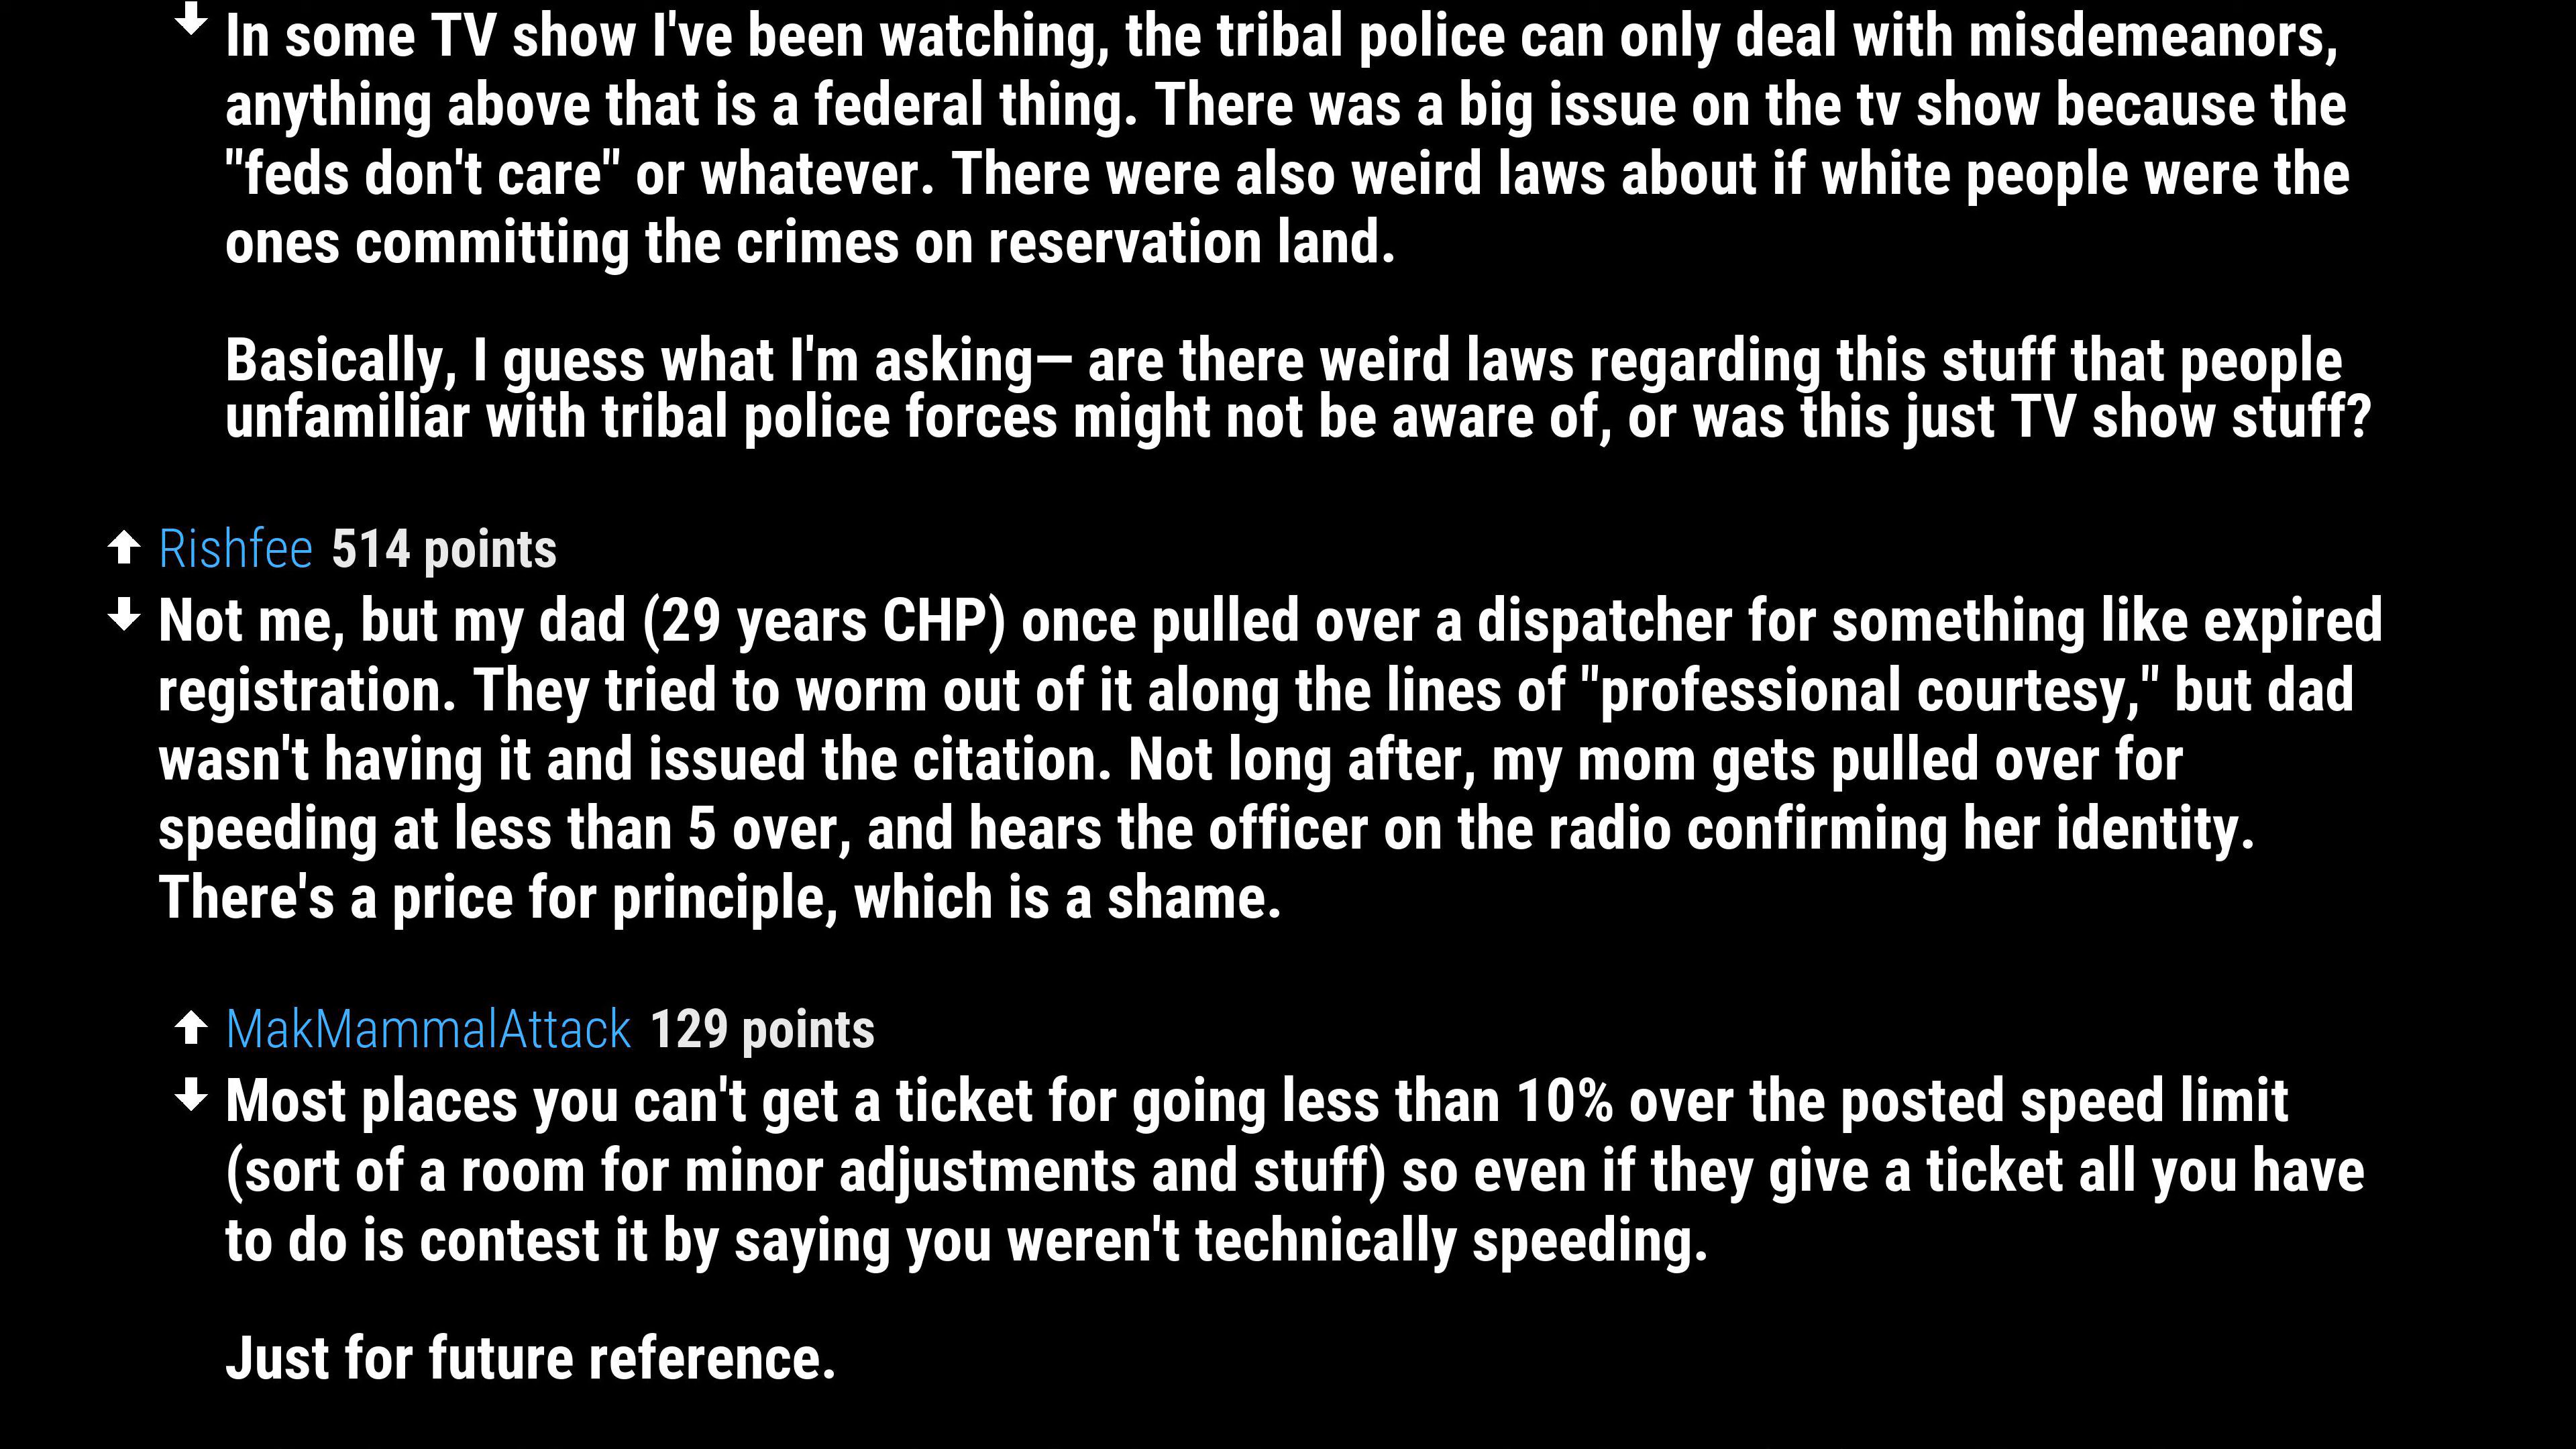 In some TV show I've been watching, the tribal police can only deal with misdemeanors,
anything above that is a federal thing. There was a big issue on the tv show because the
"feds don't care" or whatever. There were also weird laws about if white people were the
ones committing the crimes on reservation land.
Basically, I guess what I'm asking— are there weird laws regarding this stuff that people
unfamiliar with tribal police forces might not be aware of, or was this just TV show stuff?
Rishfee 514 points
Not me, but my dad (29 years CHP) once pulled over a dispatcher for something like expired
registration. They tried to worm out of it along the lines of "professional courtesy," but dad
wasn't having it and issued the citation. Not long after, my mom gets pulled over for
speeding at less than 5 over, and hears the officer on the radio confirming her identity.
There's a price for principle, which is a shame.
MakMammalAttack 129 points
Most places you can't get a ticket for going less than 10% over the posted speed limit
(sort of a room for minor adjustments and stuff) so even if they give a ticket all you have
to do is contest it by saying you weren't technically speeding.
Just for future reference.